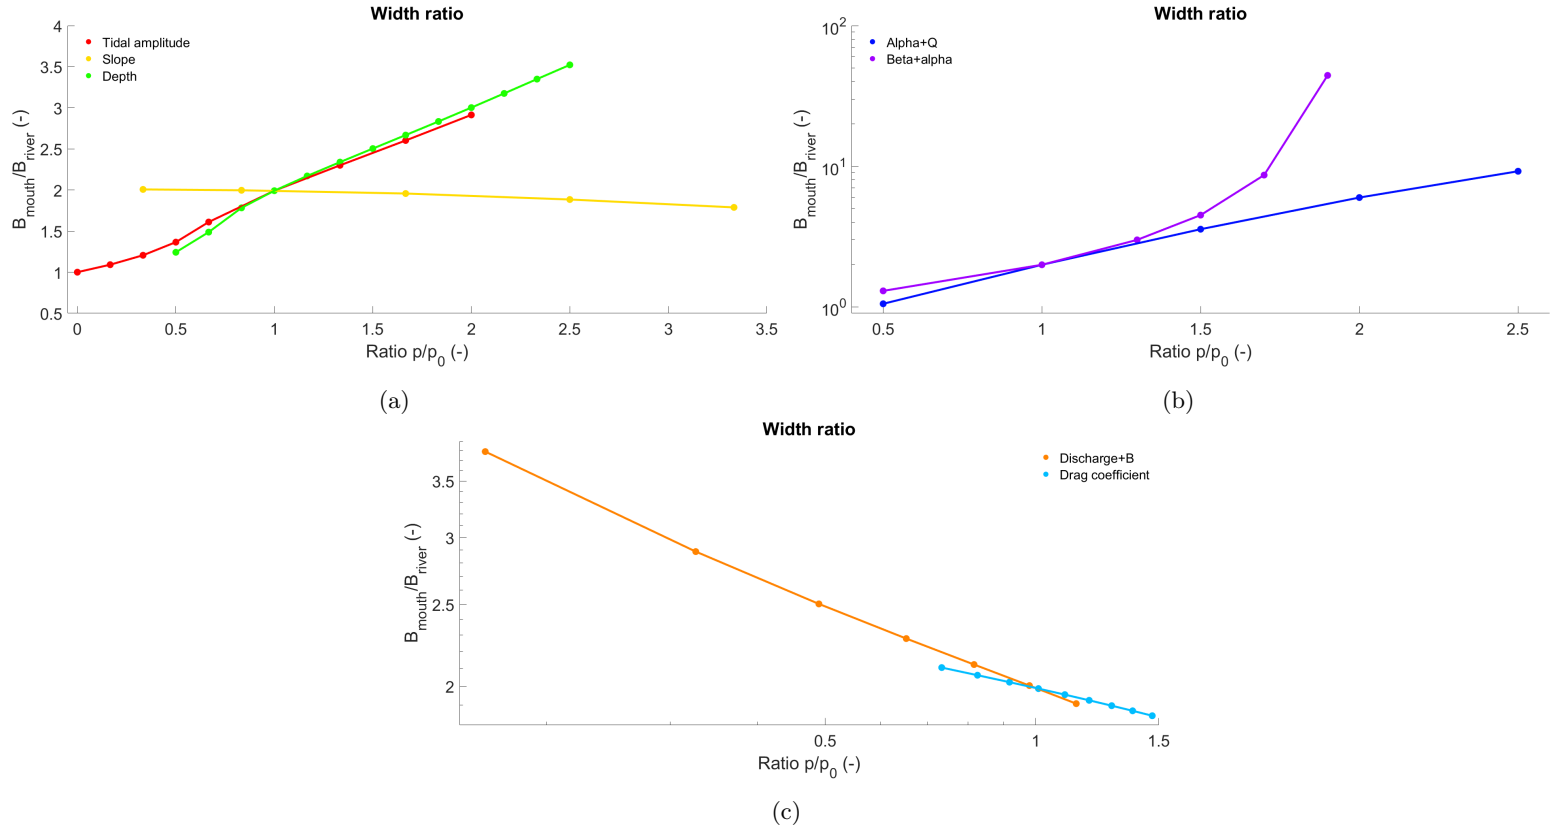 Width ratio
Tidal amplitude
Slope
Depth
B_mouth/B_river (-)
4
3.5
3
2.5
2
1.5
1
0.5
0 0.5 1 1.5 2 2.5 3 3.5
Ratio p/p_0 (-)
(a)
Width ratio
Alpha+Q
Beta+alpha
B_mouth/B_river (-)
10^2
10^1
10^0
0.5 1 1.5 2 2.5
Ratio p/p_0 (-)
(b)
Width ratio
Discharge+B
Drag coefficient
B_mouth/B_river (-)
3.5
3
2.5
2
0.5 1 1.5
Ratio p/p_0 (-)
(c)